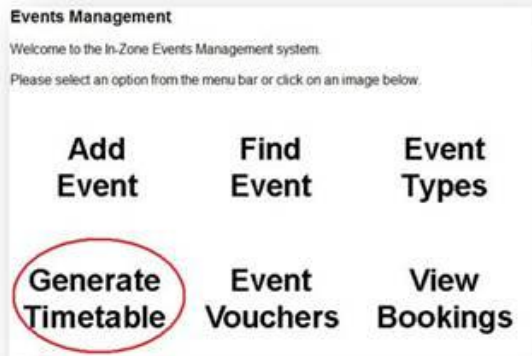 Events Management
Welcome to the In-Zone Events Management system.
Please select an option from the menu bar or click on an image below.
Add Event
Find Event
Event Types
Generate Timetable
Event Vouchers
View Bookings